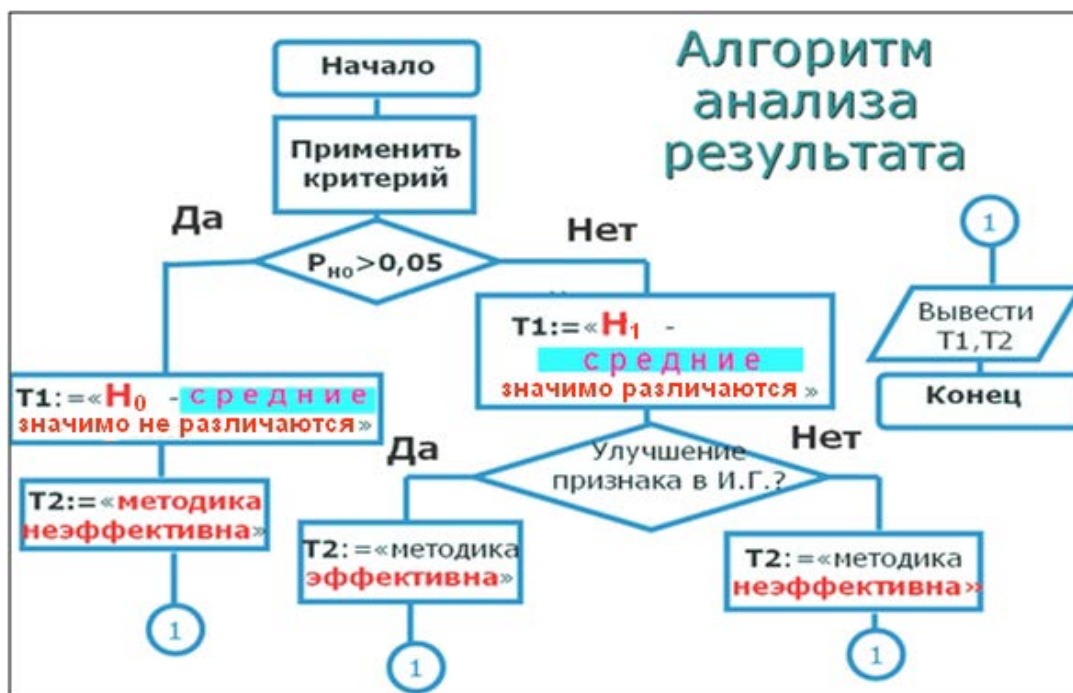 Алгоритм
анализа
результата
Начало
Применить
критерий
Да
Нет
Pно>0,05
T1:=«H₁ -
средние
значимо различаются»
T1:=«H₀ - средние
значимо не различаются»
T2:=«методика
неэффективна»
1
Улучшение
признака в И.Г.?
Да
Нет
T2:=«методика
эффективна»
1
T2:=«методика
неэффективна»
1
1
Вывести
T1,T2
Конец